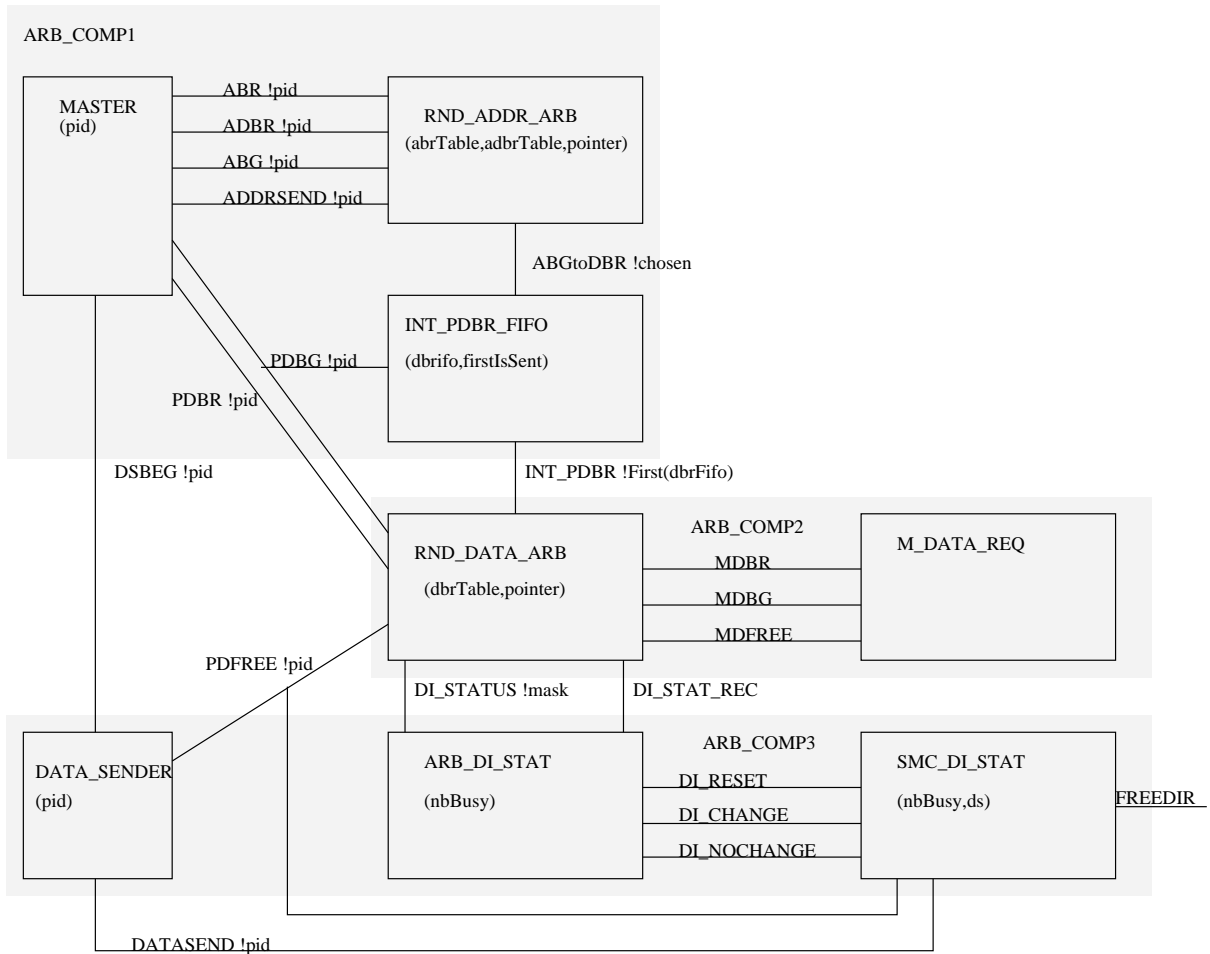 ARB_COMP1
MASTER
(pid)
ABR !pid
ADBR !pid
ABG !pid
ADDRSEND !pid
RND_ADDR_ARB
(abrTable,adbrTable,pointer)
ABGtoDBR !chosen
INT_PDBR_FIFO
(dbrifo,firstIsSent)
PDBG !pid
PDBR !pid
DSBEG !pid
INT_PDBR !First(dbrFifo)
ARB_COMP2
RND_DATA_ARB
(dbrTable,pointer)
MDBR
MDBG
MDFREE
M_DATA_REQ
PDFREE !pid
DI_STATUS !mask
DI_STAT_REC
ARB_COMP3
DATA_SENDER
(pid)
ARB_DI_STAT
(nbBusy)
DI_RESET
DI_CHANGE
DI_NOCHANGE
SMC_DI_STAT
(nbBusy,ds)
FREEDIR
DATASEND !pid